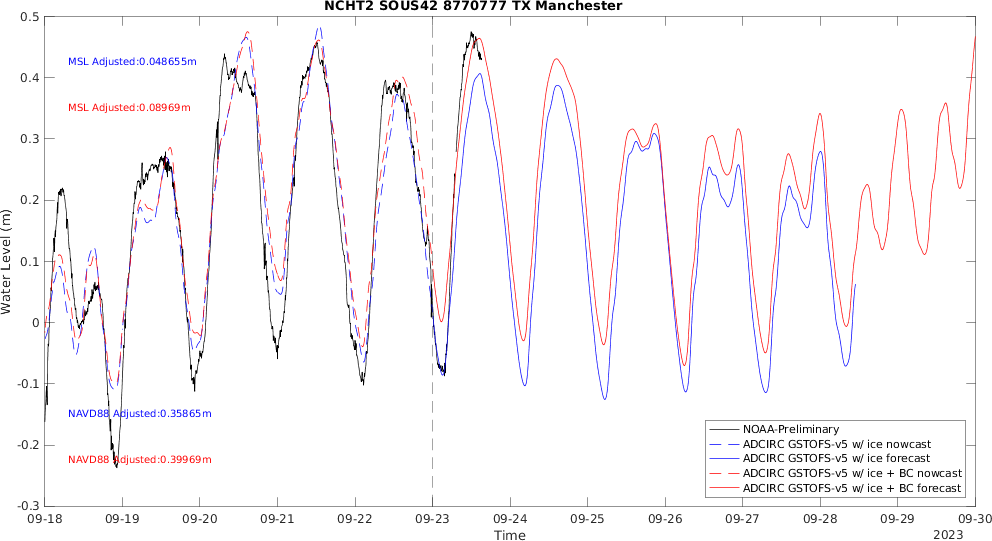 NCHT2 SOUS42 8770777 TX Manchester
0.5
0.4
0.3
0.2
0.1
0
-0.1
-0.2
-0.3
Water Level (m)
MSL Adjusted:0.048655m
MSL Adjusted:0.08969m
NAVD88 Adjusted:0.35865m
NAVD88 Adjusted:0.39969m
NOAA-Preliminary
ADCIRC GSTOFS-v5 w/ ice nowcast
ADCIRC GSTOFS-v5 w/ ice forecast
ADCIRC GSTOFS-v5 w/ ice + BC nowcast
ADCIRC GSTOFS-v5 w/ ice + BC forecast
09-18 09-19 09-20 09-21 09-22 09-23 09-24 09-25 09-26 09-27 09-28 09-29 09-30
Time
2023